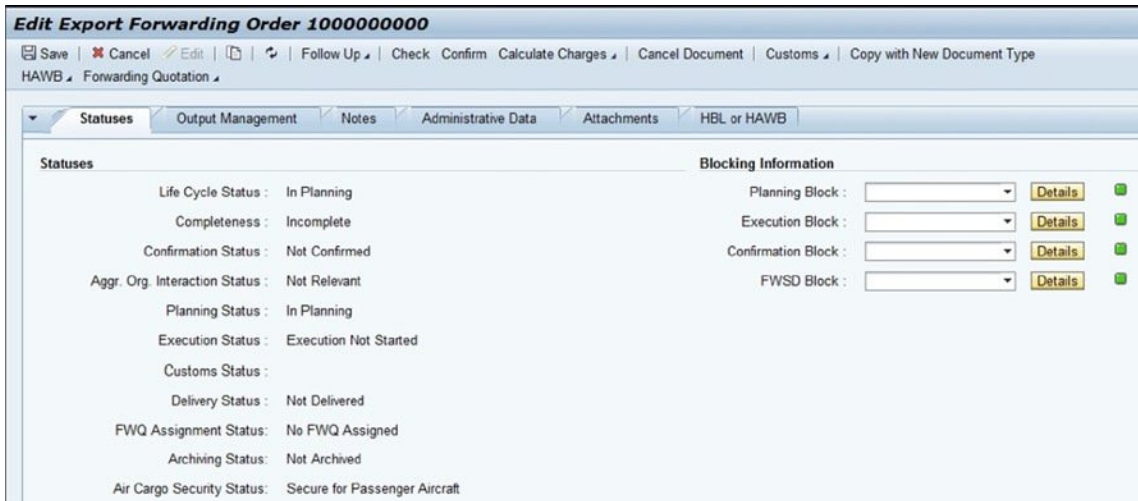 Edit Export Forwarding Order 1000000000
Save | Cancel Edit | | | Follow Up | Check Confirm Calculate Charges | Cancel Document | Customs | Copy with New Document Type
HAWB Forwarding Quotation
Statuses Output Management Notes Administrative Data Attachments HBL or HAWB
Statuses Blocking Information
Life Cycle Status : In Planning Planning Block : Details
Completeness : Incomplete Execution Block : Details
Confirmation Status : Not Confirmed Confirmation Block : Details
Aggr. Org. Interaction Status : Not Relevant FWSD Block : Details
Planning Status : In Planning
Execution Status : Execution Not Started
Customs Status :
Delivery Status : Not Delivered
FWQ Assignment Status: No FWQ Assigned
Archiving Status: Not Archived
Air Cargo Security Status: Secure for Passenger Aircraft